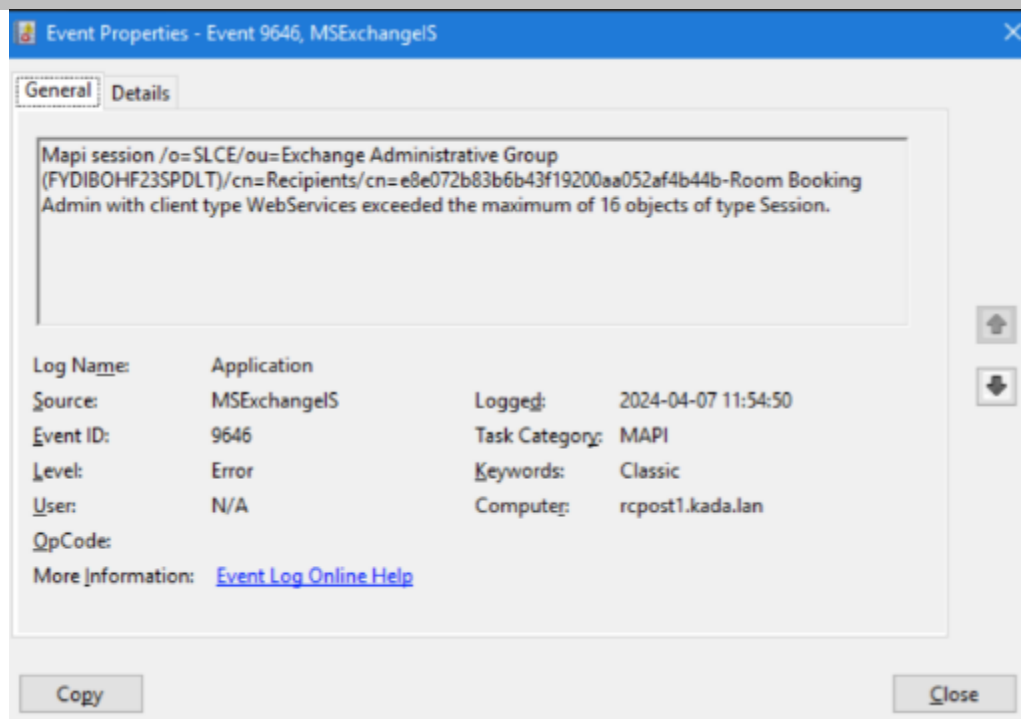 Event Properties - Event 9646, MSExchangeIS
General Details
Mapi session /o=SLCE/ou=Exchange Administrative Group
(FYDIBOHF23SPDLT)/cn=Recipients/cn=e8e072b83b6b43f19200aa052af4b44b-Room Booking
Admin with client type WebServices exceeded the maximum of 16 objects of type Session.
Log Name: Application
Source: MSExchangeIS Logged: 2024-04-07 11:54:50
Event ID: 9646 Task Category: MAPI
Level: Error Keywords: Classic
User: N/A Computer: rcpost1.kada.lan
OpCode:
More Information: Event Log Online Help
Copy Close